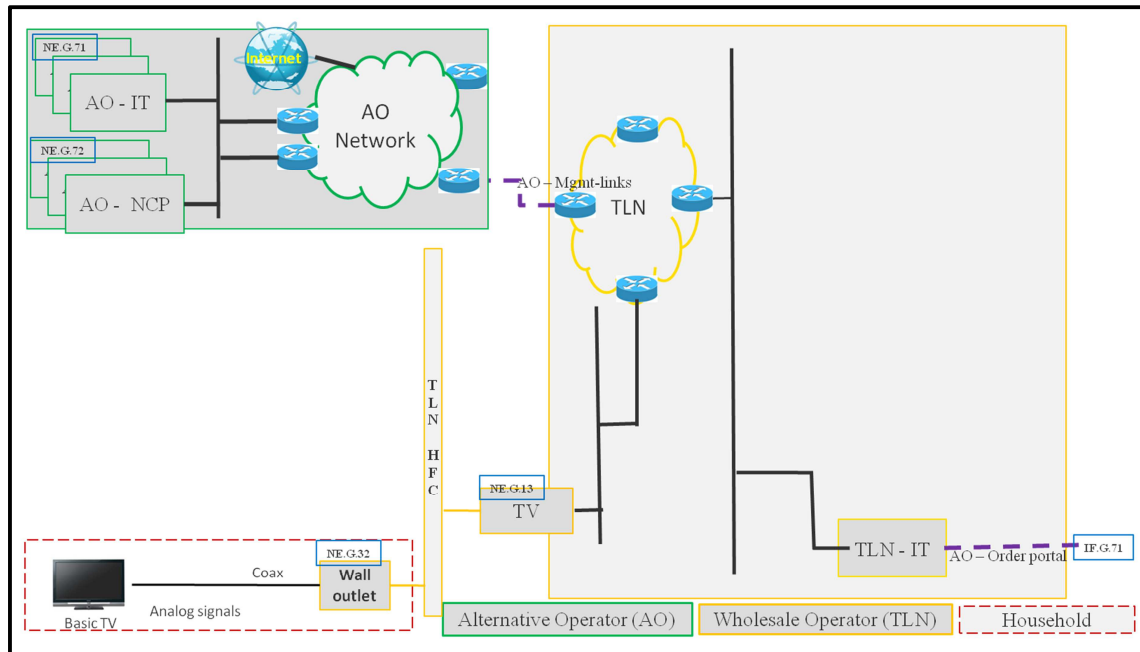 NE.G.71
AO - IT
NE.G.72
AO - NCP
Internet
AO
Network
AO – Mgmt-links
TLN
T
L
N
H
F
C
NE.G.13
TV
NE.G.32
Wall
outlet
Coax
Analog signals
Basic TV
TLN - IT
AO – Order portal
IF.G.71
Alternative Operator (AO)
Wholesale Operator (TLN)
Household